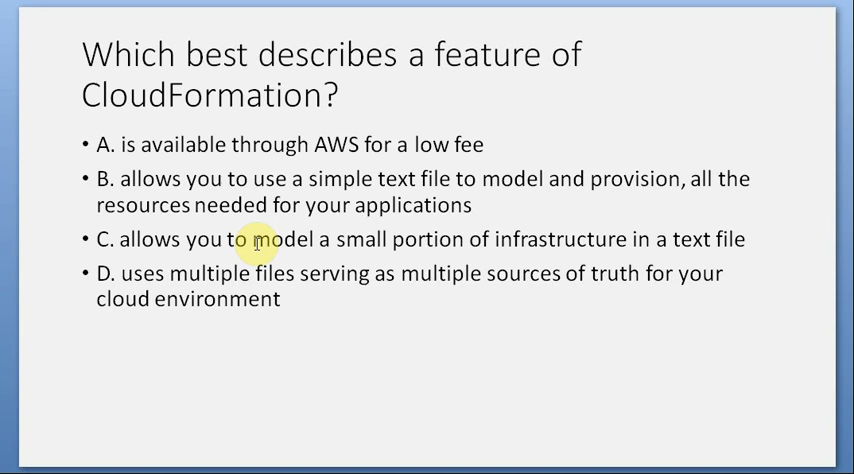 Which best describes a feature of
CloudFormation?
• A. is available through AWS for a low fee
• B. allows you to use a simple text file to model and provision, all the
resources needed for your applications
• C. allows you to model a small portion of infrastructure in a text file
• D. uses multiple files serving as multiple sources of truth for your
cloud environment